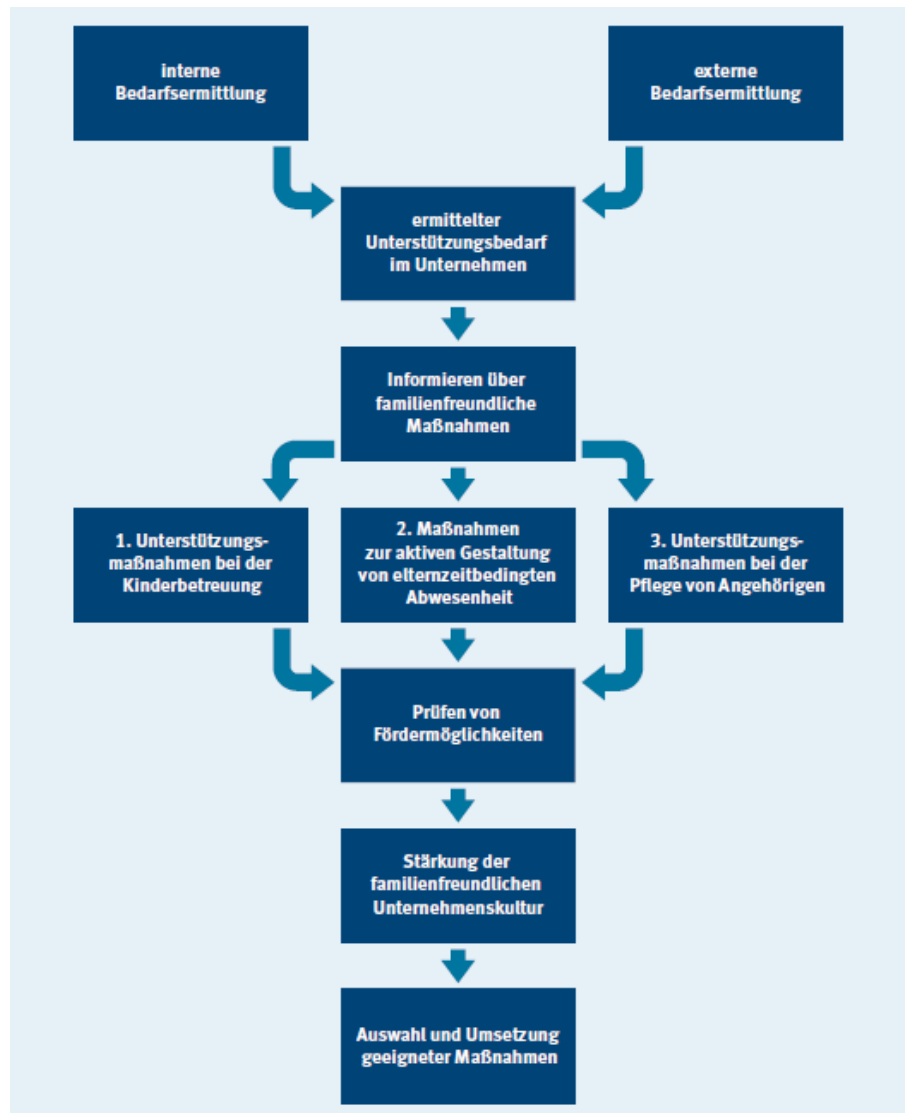 interne
Bedarfsermittlung
externe
Bedarfsermittlung
ermittelter
Unterstützungsbedarf
im Unternehmen
Informieren über
familienfreundliche
Maßnahmen
1. Unterstützungs-
maßnahmen bei der
Kinderbetreuung
2. Maßnahmen
zur aktiven Gestaltung
von elternzeitbedingten
Abwesenheit
3. Unterstützungs-
maßnahmen bei der
Pflege von Angehörigen
Prüfen von
Fördermöglichkeiten
Stärkung der
familienfreundlichen
Unternehmenskultur
Auswahl und Umsetzung
geeigneter Maßnahmen